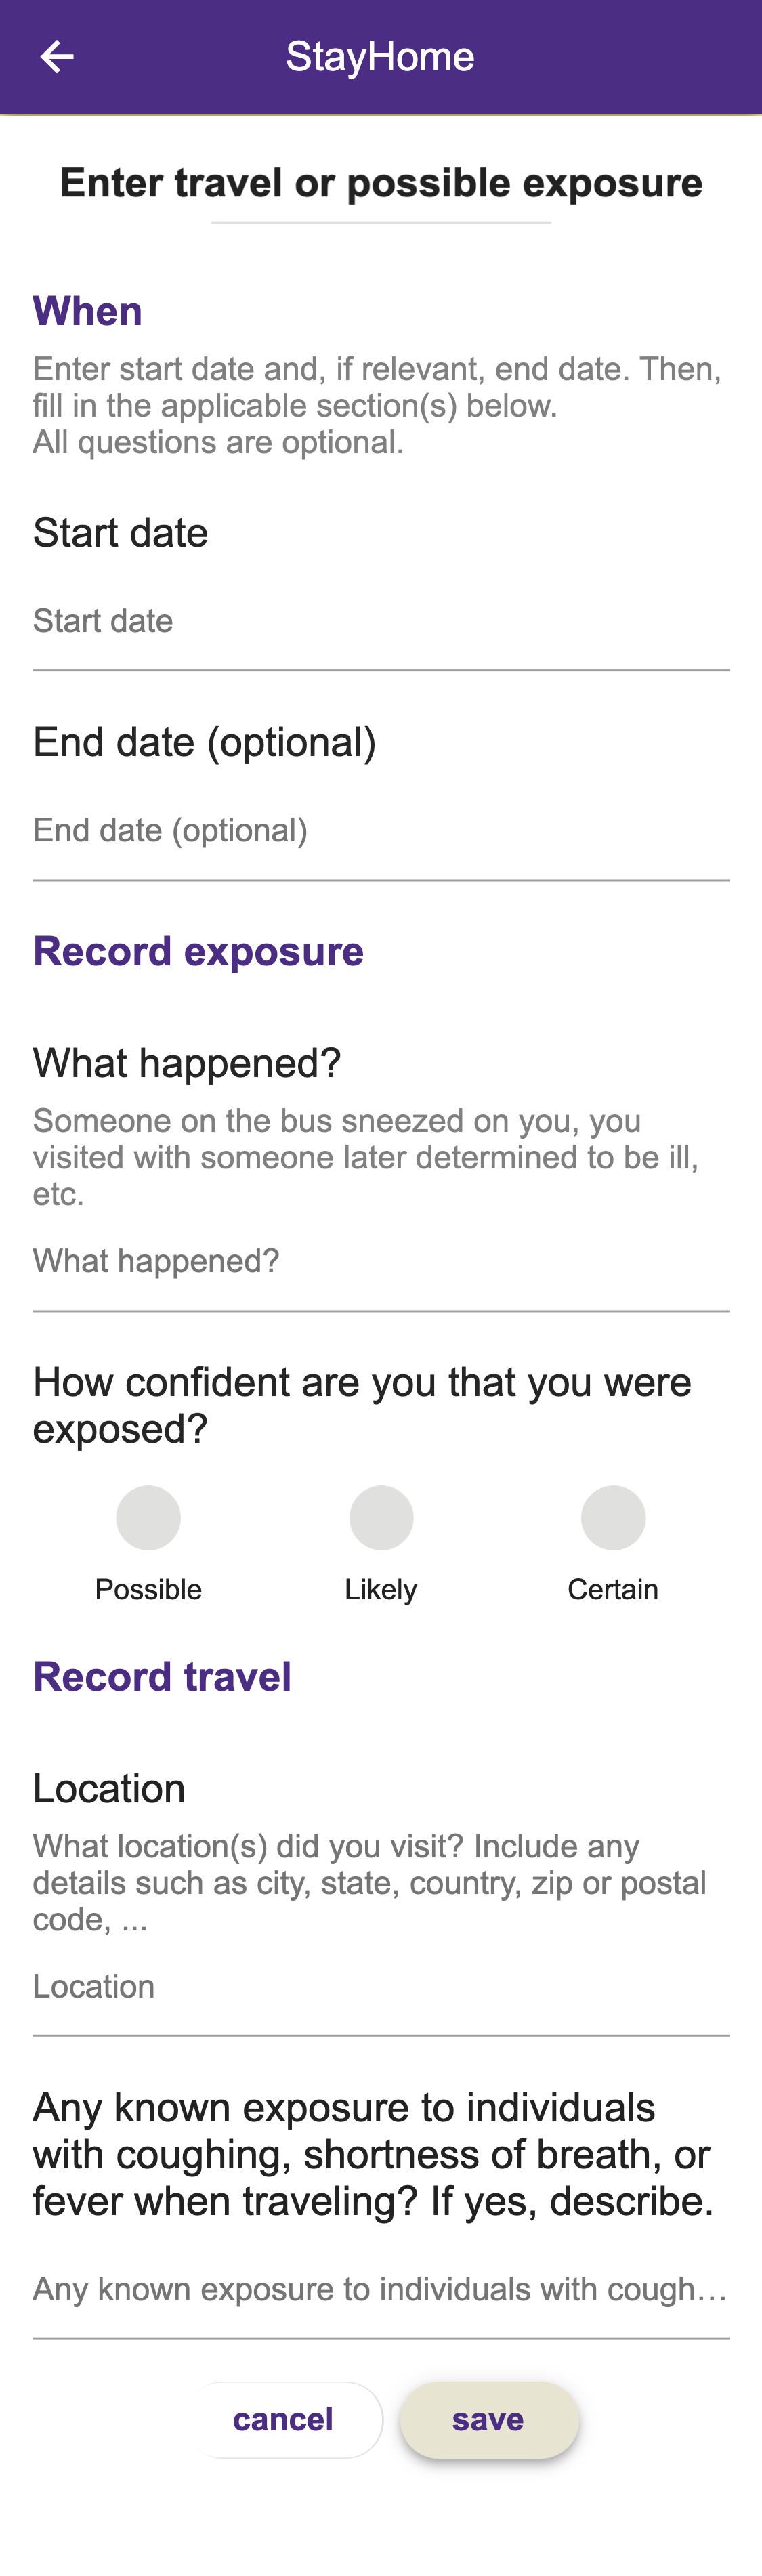 StayHome
Enter travel or possible exposure
When
Enter start date and, if relevant, end date. Then,
fill in the applicable section(s) below.
All questions are optional.
Start date
Start date
End date (optional)
End date (optional)
Record exposure
What happened?
Someone on the bus sneezed on you, you
visited with someone later determined to be ill,
etc.
What happened?
How confident are you that you were
exposed?
Possible Likely Certain
Record travel
Location
What location(s) did you visit? Include any
details such as city, state, country, zip or postal
code, ...
Location
Any known exposure to individuals
with coughing, shortness of breath, or
fever when traveling? If yes, describe.
Any known exposure to individuals with cough...
cancel save